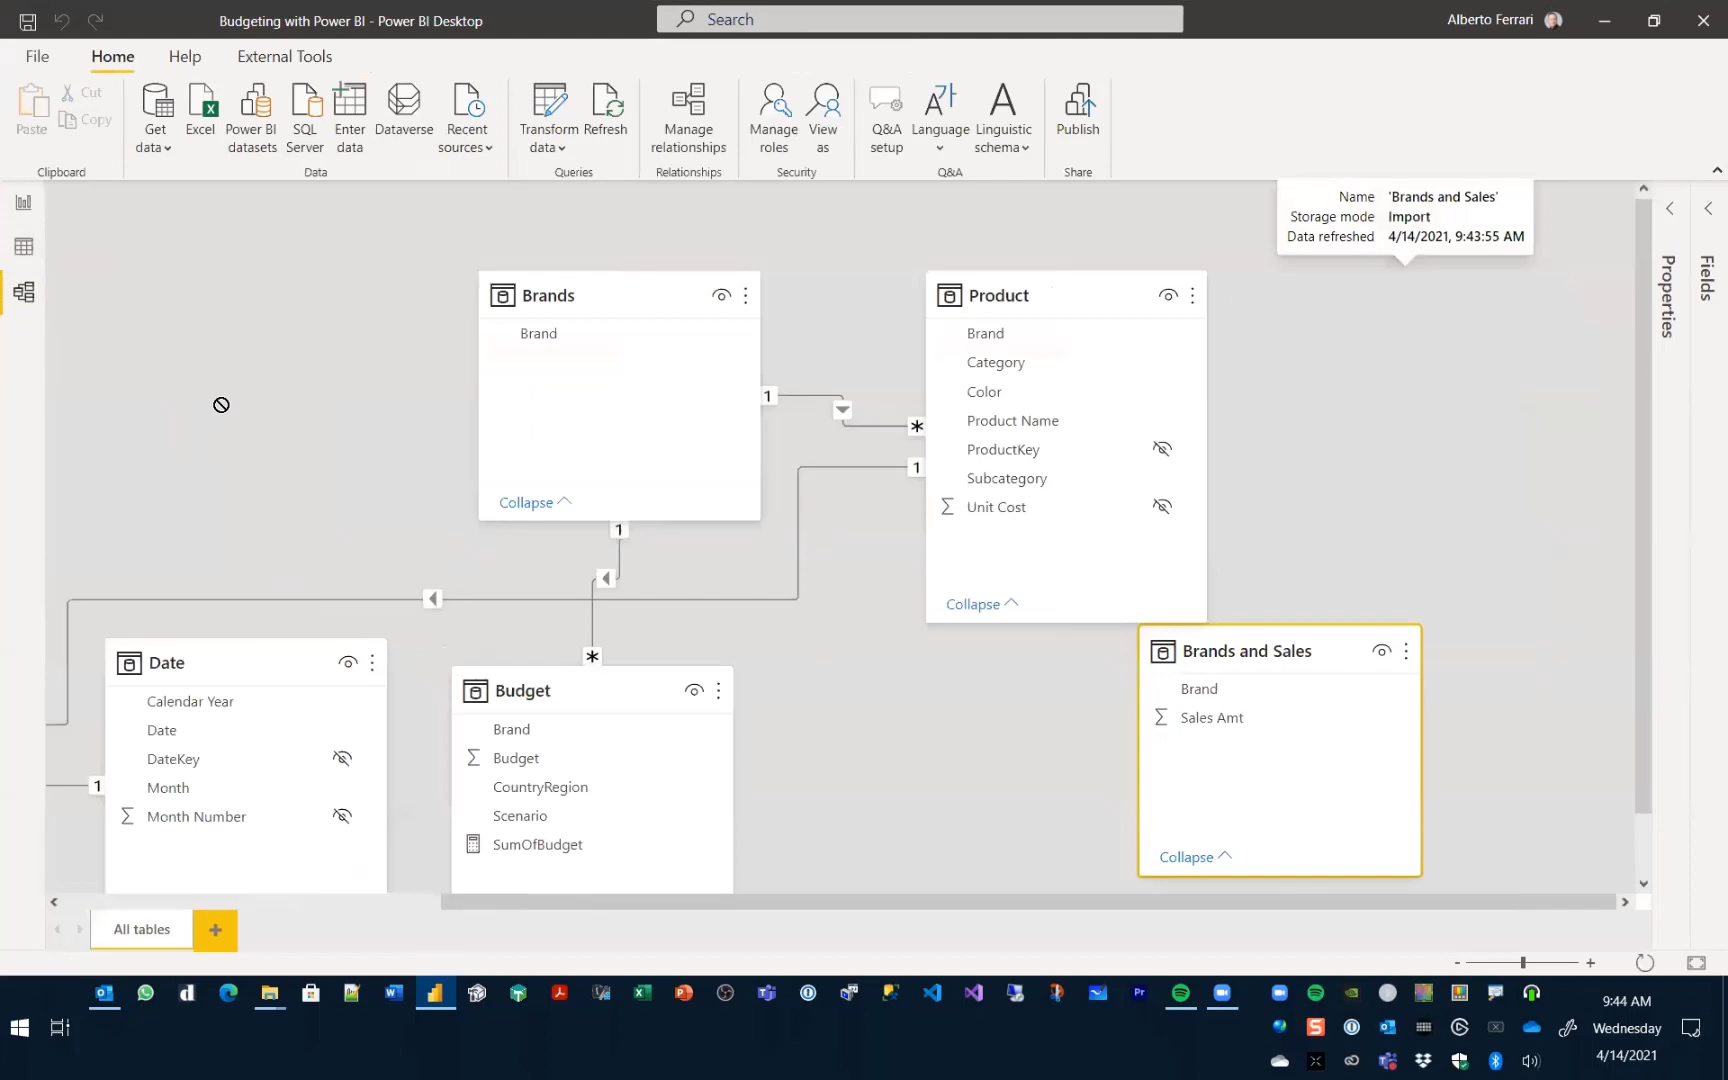 Budgeting with Power BI - Power BI Desktop
Search
Alberto Ferrari
File
Home
Help
External Tools
Paste
Cut
Copy
Get data
Excel
Power BI datasets
SQL Server
Enter data
Dataverse
Recent sources
Transform data
Refresh
Manage relationships
Manage roles
View as
Q&A setup
Language
Linguistic schema
Publish
Clipboard
Data
Queries
Relationships
Security
Q&A
Share
Name 'Brands and Sales'
Storage mode Import
Data refreshed 4/14/2021, 9:43:55 AM
Properties
Fields
Brands
Brand
Collapse
1
*
1
1
*
Product
Brand
Category
Color
Product Name
ProductKey
Subcategory
Unit Cost
Collapse
Date
Calendar Year
Date
DateKey
Month
Month Number
1
Budget
Brand
Budget
CountryRegion
Scenario
SumOfBudget
Brands and Sales
Brand
Sales Amt
Collapse
All tables
+
- +
9:44 AM
Wednesday
4/14/2021